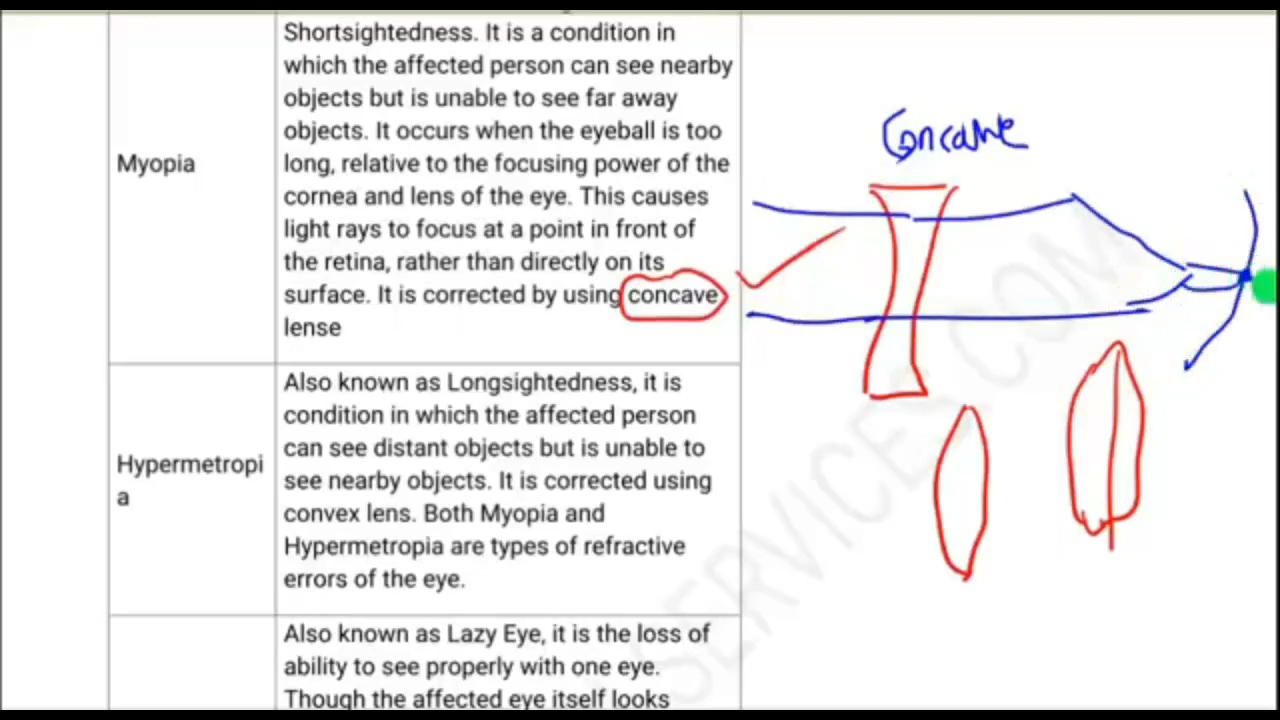 Shortsightedness. It is a condition in
which the affected person can see nearby
objects but is unable to see far away
objects. It occurs when the eyeball is too
Myopia
long, relative to the focusing power of the
cornea and lens of the eye. This causes
light rays to focus at a point in front of
the retina, rather than directly on its
surface. It is corrected by using concave
lense
Concave
Also known as Longsightedness, it is
condition in which the affected person
can see distant objects but is unable to
Hypermetropi
a
see nearby objects. It is corrected using
convex lens. Both Myopia and
Hypermetropia are types of refractive
errors of the eye.
Also known as Lazy Eye, it is the loss of
ability to see properly with one eye.
Though the affected eye itself looks
SERVICES.COM